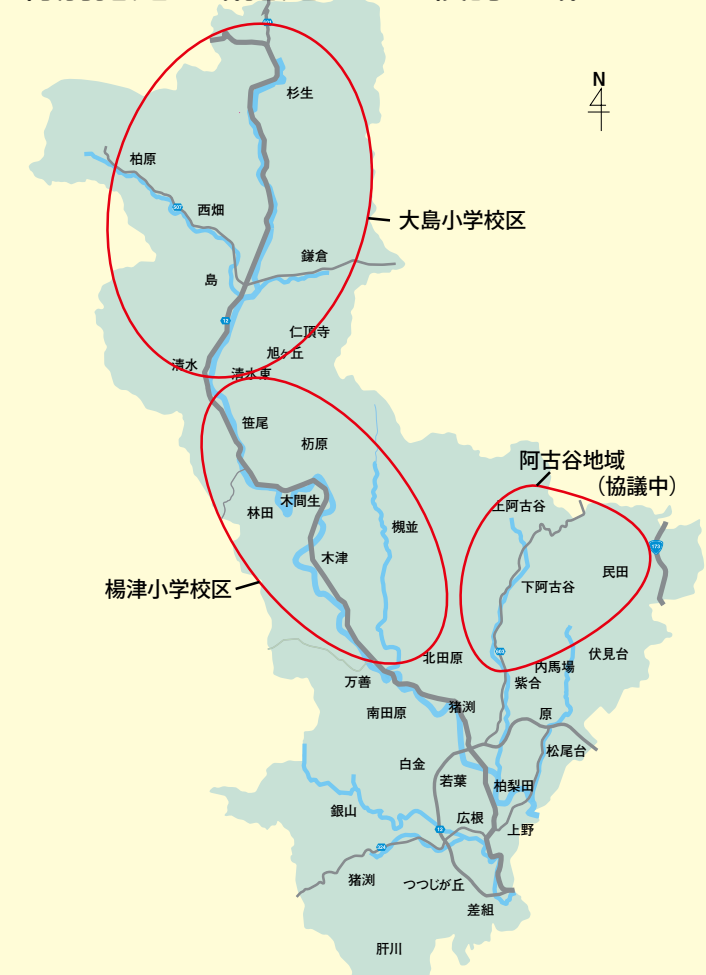 N
杉生
柏原
西畑
大島小学校区
鎌倉
島
12
仁頂寺
旭ヶ丘
清水
清水東
笹尾
杤原
阿古谷地域
（協議中）
木間生
上阿古谷
林田
槻並
173
木津
民田
下阿古谷
楊津小学校区
603
伏見台
北田原
内馬場
万善
紫合
猪渕
南田原
原
松尾台
白金
若葉
柏梨田
銀山
広根
12
上野
324
猪渕
つつじが丘
差組
肝川